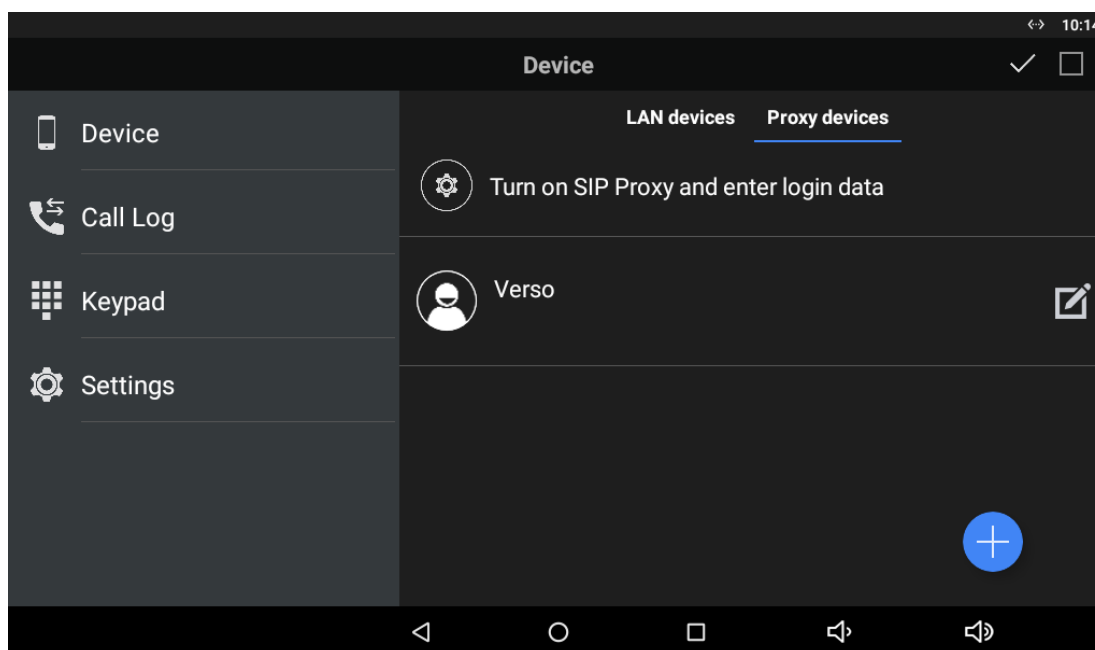 10:14
Device
Device
Call Log
Keypad
Settings
LAN devices Proxy devices
Turn on SIP Proxy and enter login data
Verso